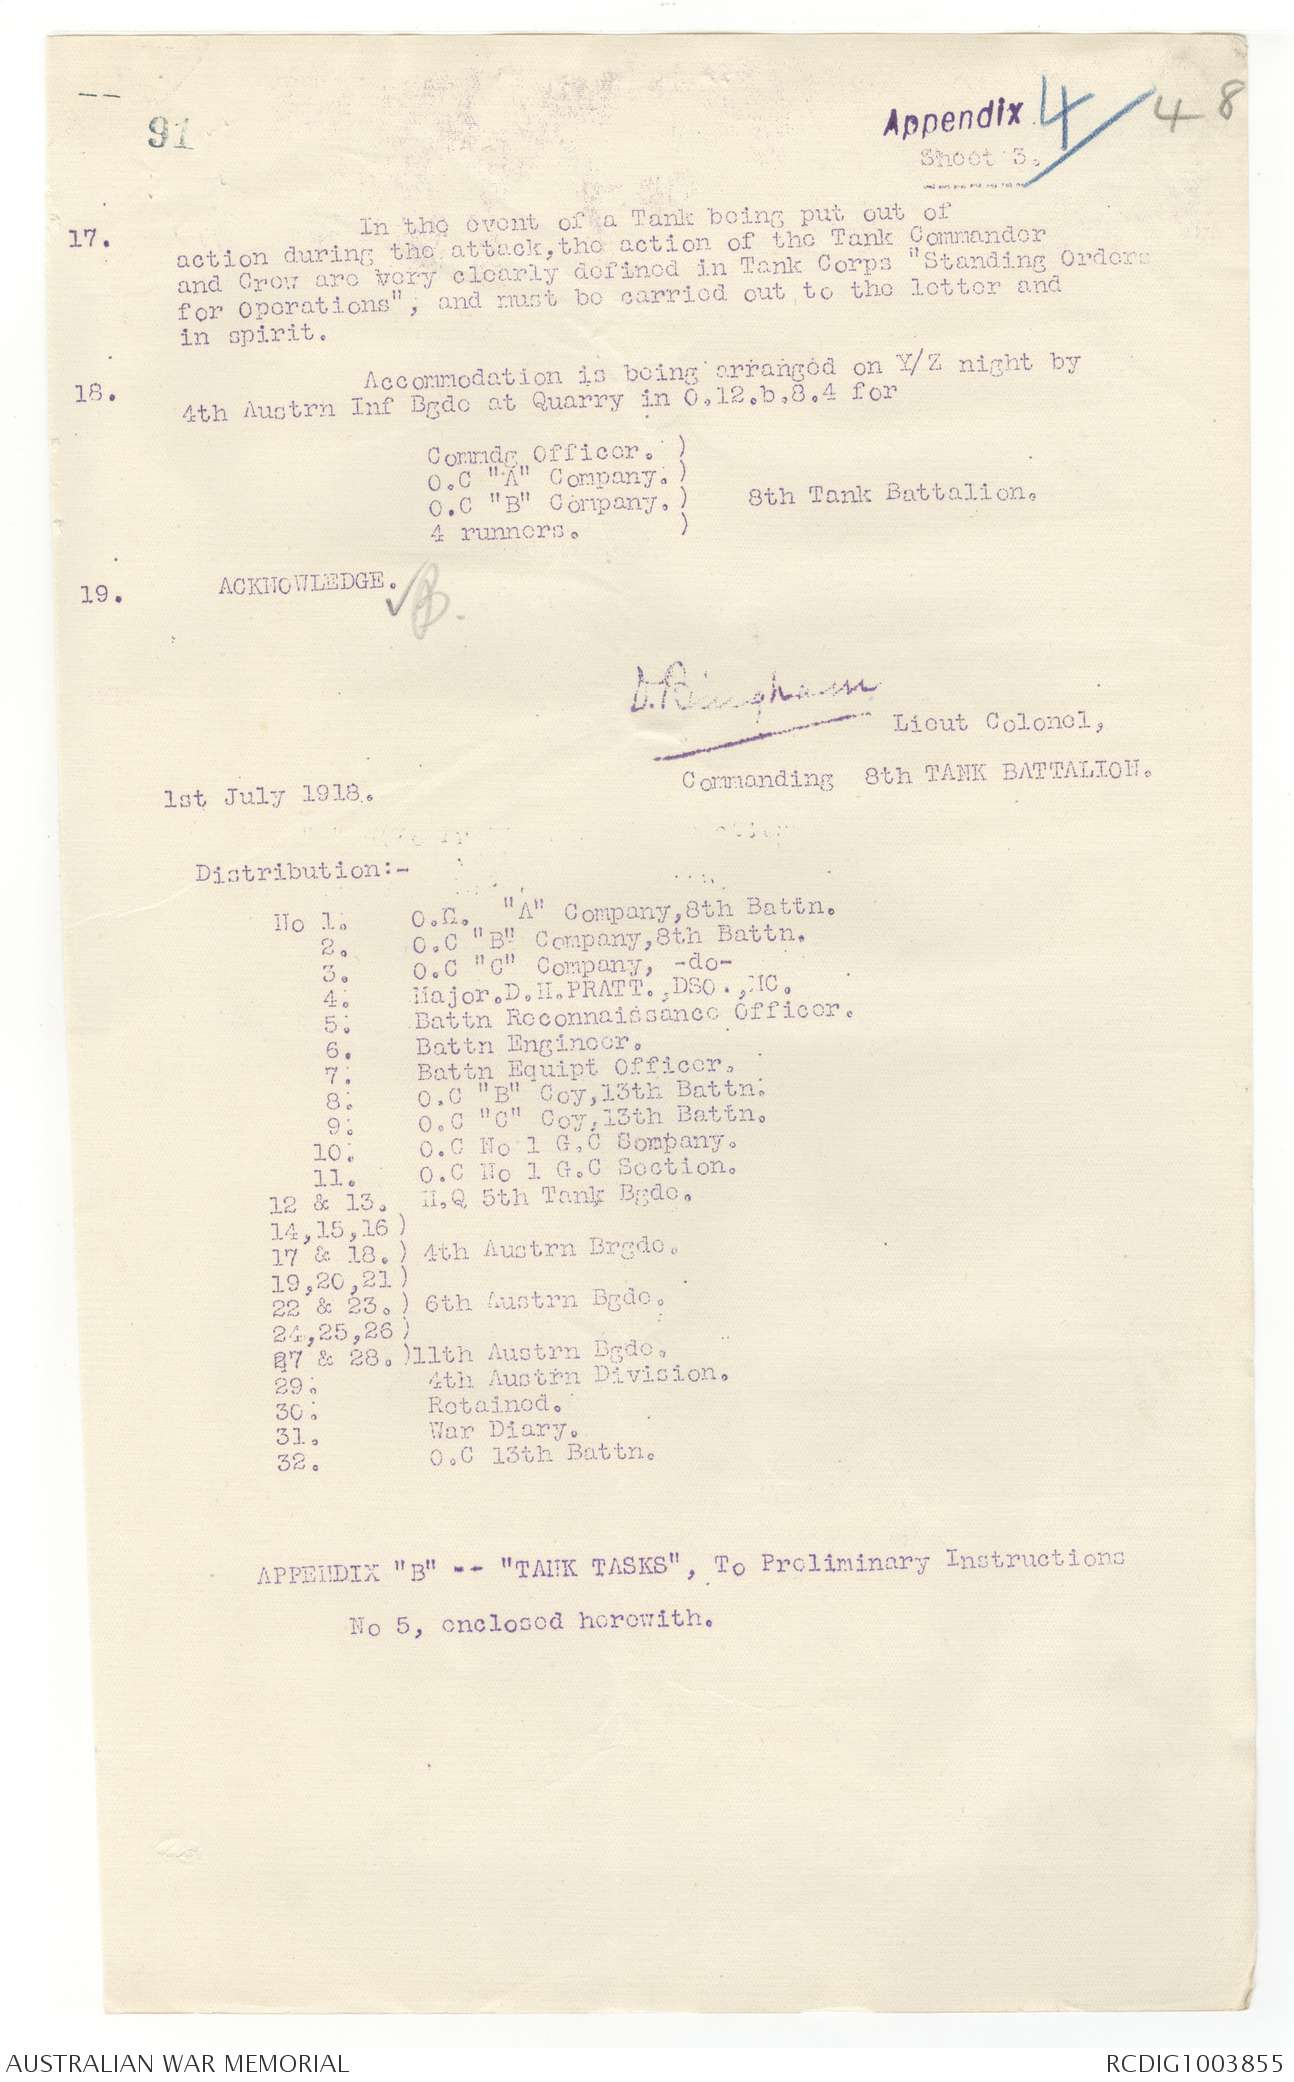 91
Appendix 4/ 48
Sheet 3.
17. In the event of a Tank being put out of
action during the attack,the action of the Tank Commander
and Crew are very clearly defined in Tank Corps "Standing Orders
for Operations", and must be carried out to the letter and
in spirit.
18. Accommodation is being arranged on Y/Z night by
4th Austrn Inf Bgde at Quarry in O.12.b.8.4 for
Commdg Officer. )
O.C "A" Company.)
O.C "B" Company.) 8th Tank Battalion.
4 runners. )
19. ACKNOWLEDGE.
D. Bingham
Lieut Colonel,
Commanding 8th TANK BATTALION.
1st July 1918.
Distribution:-
No 1. O.C. "A" Company,8th Battn.
2. O.C "B" Company,8th Battn.
3. O.C "C" Company, -do-
4. Major.D.H.PRATT.,DSO.,MC.
5. Battn Reconnaissance Officer.
6. Battn Engineer.
7. Battn Equipt Officer.
8. O.C "B" Coy,13th Battn.
9. O.C "C" Coy,13th Battn.
10. O.C No 1 G.C Company.
11. O.C No 1 G.C Section.
12 & 13. H.Q 5th Tank Bgde.
14,15,16 )
17 & 18. ) 4th Austrn Brgde.
19,20,21)
22 & 23. ) 6th Austrn Bgde.
24,25,26 )
27 & 28. )11th Austrn Bgde.
29. 4th Austrn Division.
30. Retained.
31. War Diary.
32. O.C 13th Battn.
APPENDIX "B" -- "TANK TASKS", To Preliminary Instructions
No 5, enclosed herewith.
AUSTRALIAN WAR MEMORIAL RCDIG1003855